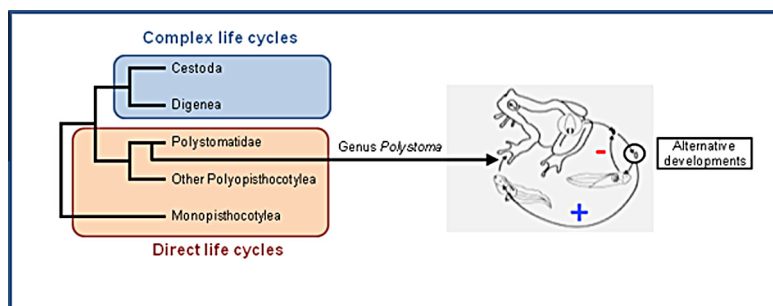 Complex life cycles
Cestoda
Digenea
Polystomatidae
Genus Polystoma
Other Polyopisthocotylea
Monopisthocotylea
Direct life cycles
-
+
Alternative
developments